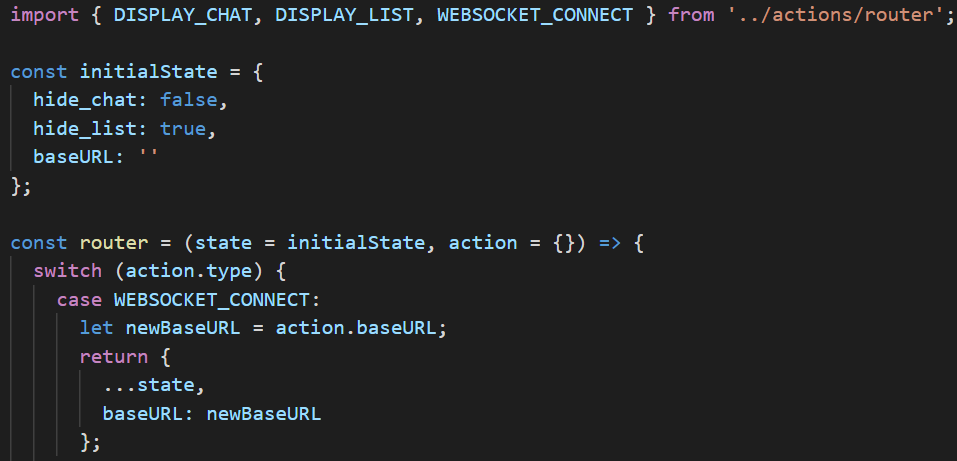 import { DISPLAY_CHAT, DISPLAY_LIST, WEBSOCKET_CONNECT } from '../actions/router';
const initialState = {
hide_chat: false,
hide_list: true,
baseURL: ''
};
const router = (state = initialState, action = {}) => {
switch (action.type) {
case WEBSOCKET_CONNECT:
let newBaseURL = action.baseURL;
return {
...state,
baseURL: newBaseURL
};